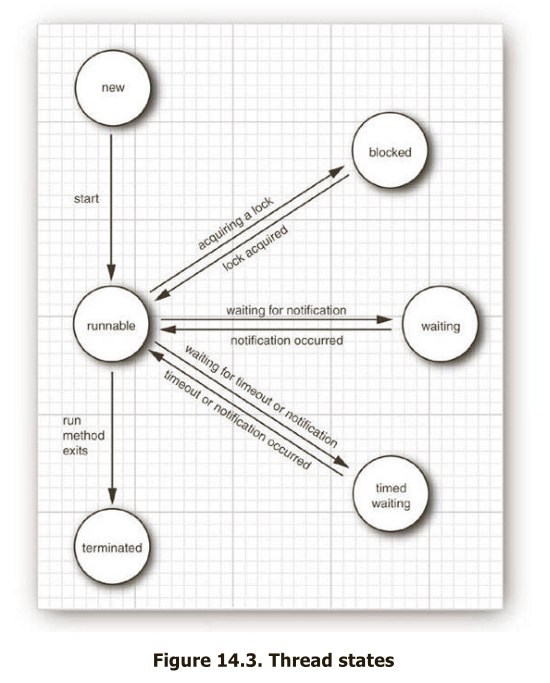 new
blocked
start
acquiring a lock
lock acquired
runnable
waiting for notification
notification occurred
waiting
waiting for timeout or notification
timeout or notification occurred
run
method
exits
timed
waiting
terminated
Figure 14.3. Thread states